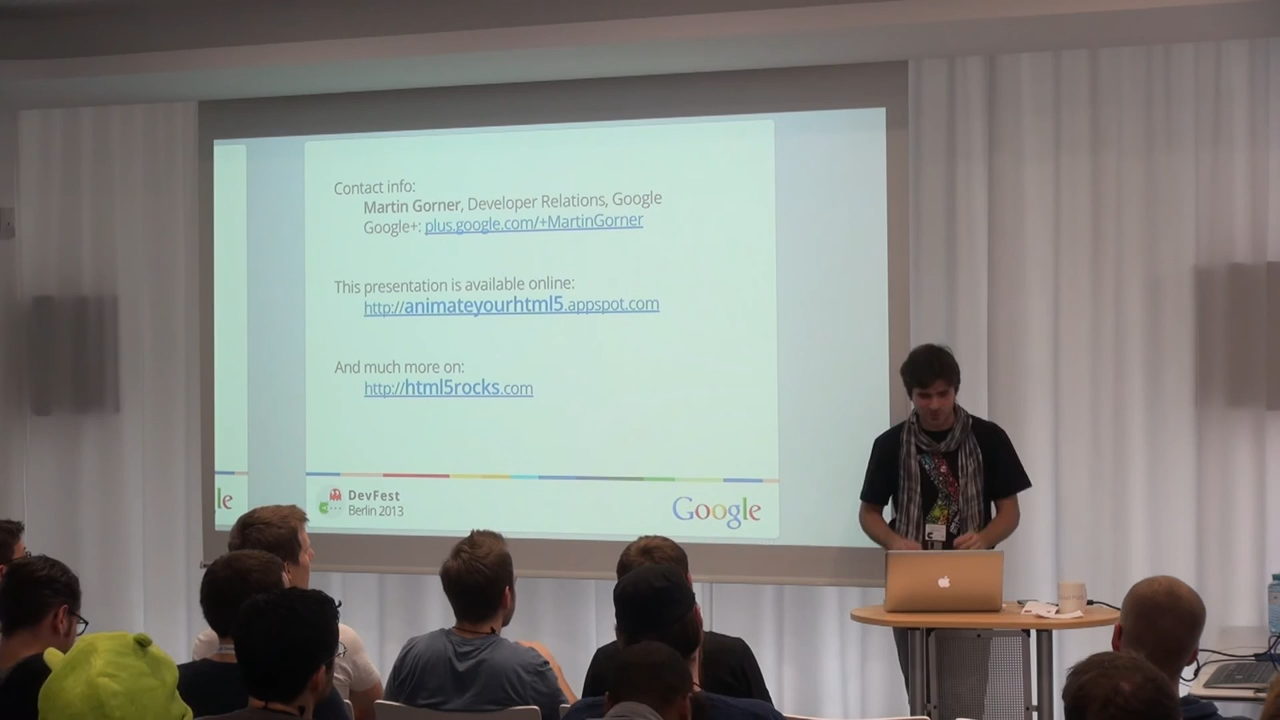 Contact info:
Martin Gorner, Developer Relations, Google
Google+: plus.google.com/+MartinGorner
This presentation is available online:
http://animateyourhtml5.appspot.com
And much more on:
http://html5rocks.com
le
DevFest
Berlin 2013
Google